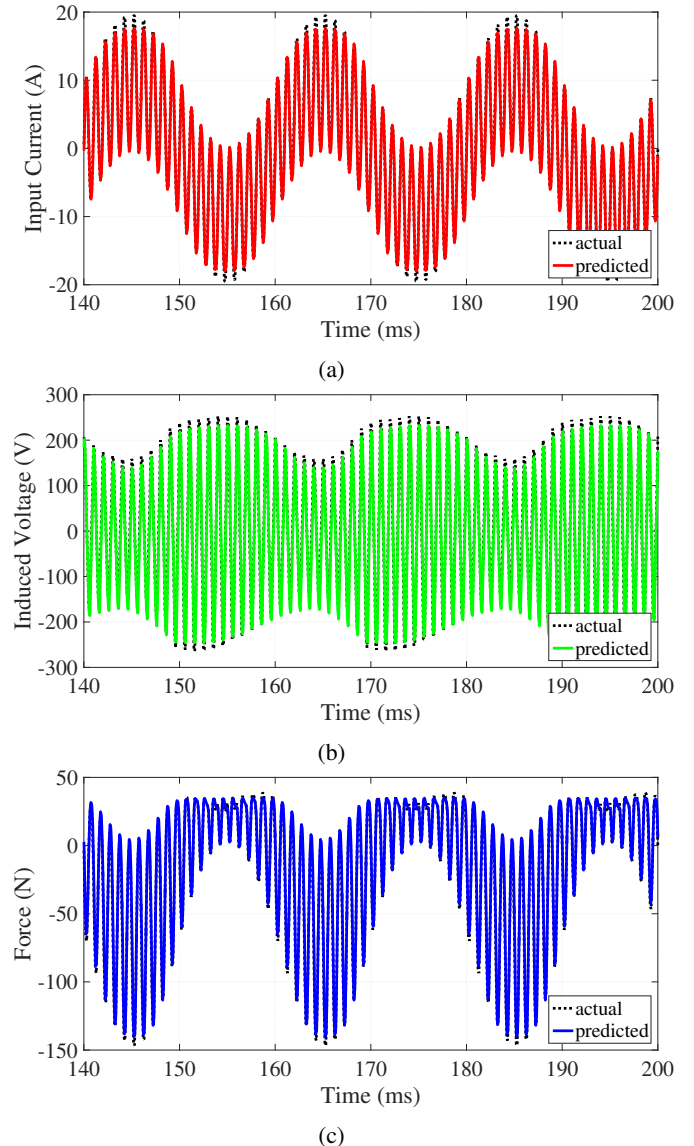 20
10
0
-10
-20
Input Current (A)
actual
predicted
140 150 160 170 180 190 200
Time (ms)
(a)
300
200
100
0
-100
-200
-300
Induced Voltage (V)
actual
predicted
140 150 160 170 180 190 200
Time (ms)
(b)
50
0
-50
-100
-150
Force (N)
actual
predicted
140 150 160 170 180 190 200
Time (ms)
(c)